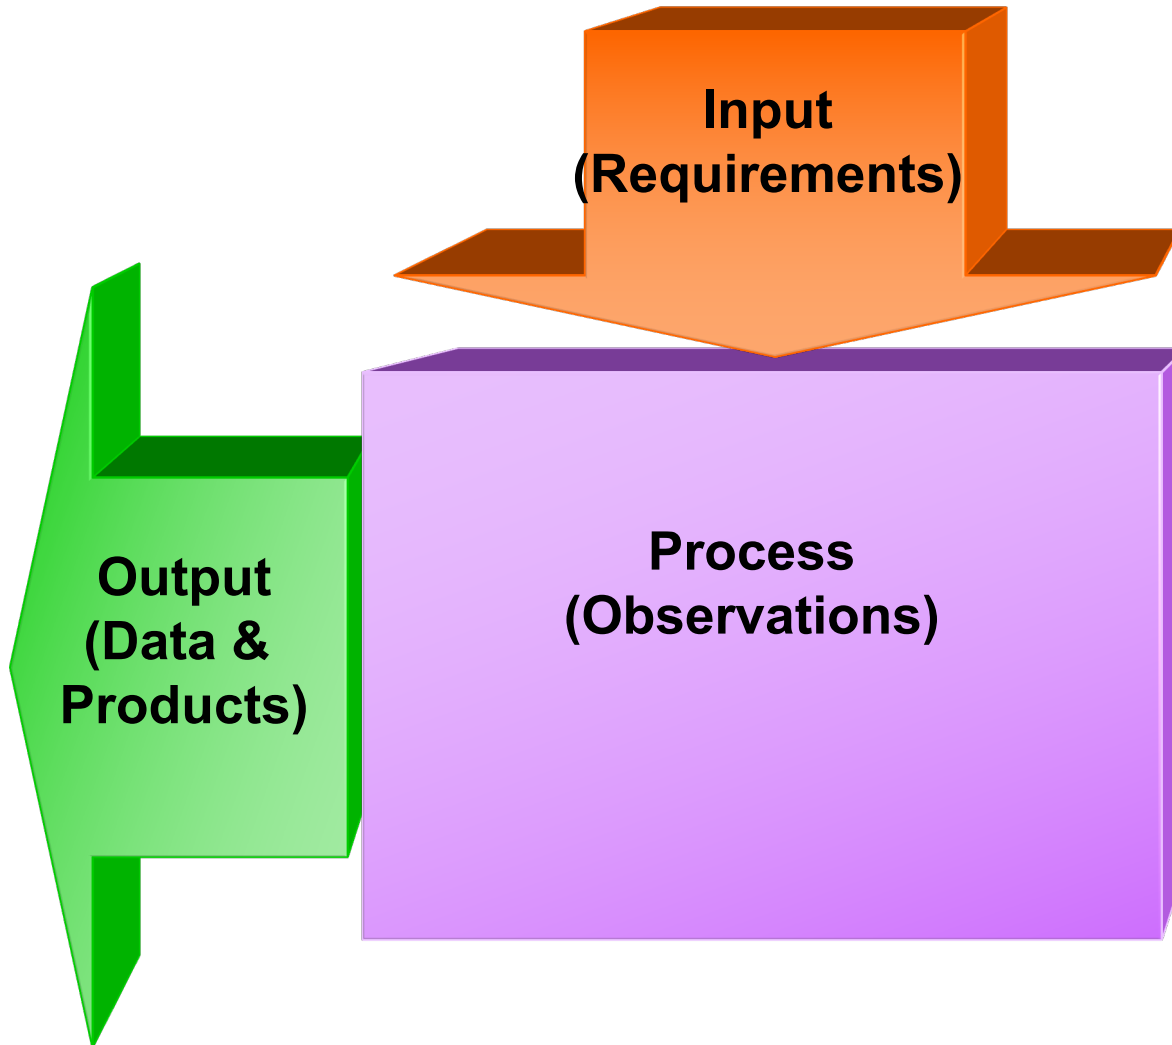 Input
(Requirements)
Process
(Observations)
Output
(Data &
Products)